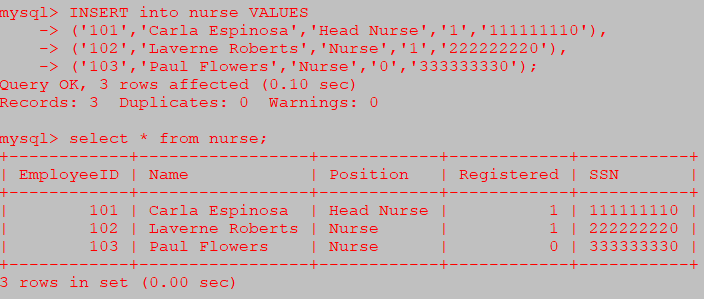 mysql> INSERT into nurse VALUES
    -> ('101','Carla Espinosa','Head Nurse','1','111111110'),
    -> ('102','Laverne Roberts','Nurse','1','222222220'),
    -> ('103','Paul Flowers','Nurse','0','333333330');
Query OK, 3 rows affected (0.10 sec)
Records: 3  Duplicates: 0  Warnings: 0
mysql> select * from nurse;
+------------+-----------------+------------+------------+-----------+
| EmployeeID | Name            | Position   | Registered | SSN       |
+------------+-----------------+------------+------------+-----------+
|        101 | Carla Espinosa  | Head Nurse |          1 | 111111110 |
|        102 | Laverne Roberts | Nurse      |          1 | 222222220 |
|        103 | Paul Flowers    | Nurse      |          0 | 333333330 |
+------------+-----------------+------------+------------+-----------+
3 rows in set (0.00 sec)